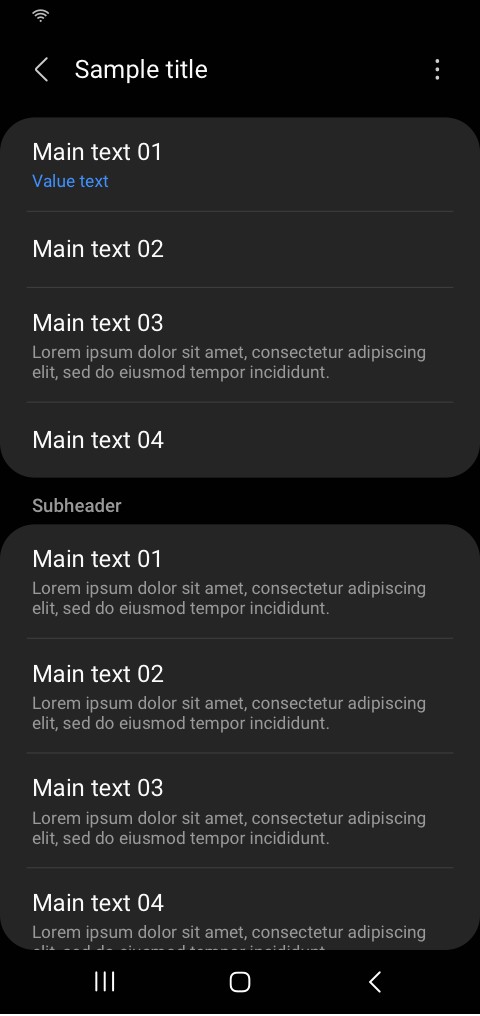 Sample title
Main text 01
Value text
Main text 02
Main text 03
Lorem ipsum dolor sit amet, consectetur adipiscing
elit, sed do eiusmod tempor incididunt.
Main text 04
Subheader
Main text 01
Lorem ipsum dolor sit amet, consectetur adipiscing
elit, sed do eiusmod tempor incididunt.
Main text 02
Lorem ipsum dolor sit amet, consectetur adipiscing
elit, sed do eiusmod tempor incididunt.
Main text 03
Lorem ipsum dolor sit amet, consectetur adipiscing
elit, sed do eiusmod tempor incididunt.
Main text 04
Lorem ipsum dolor sit amet, consectetur adipiscing